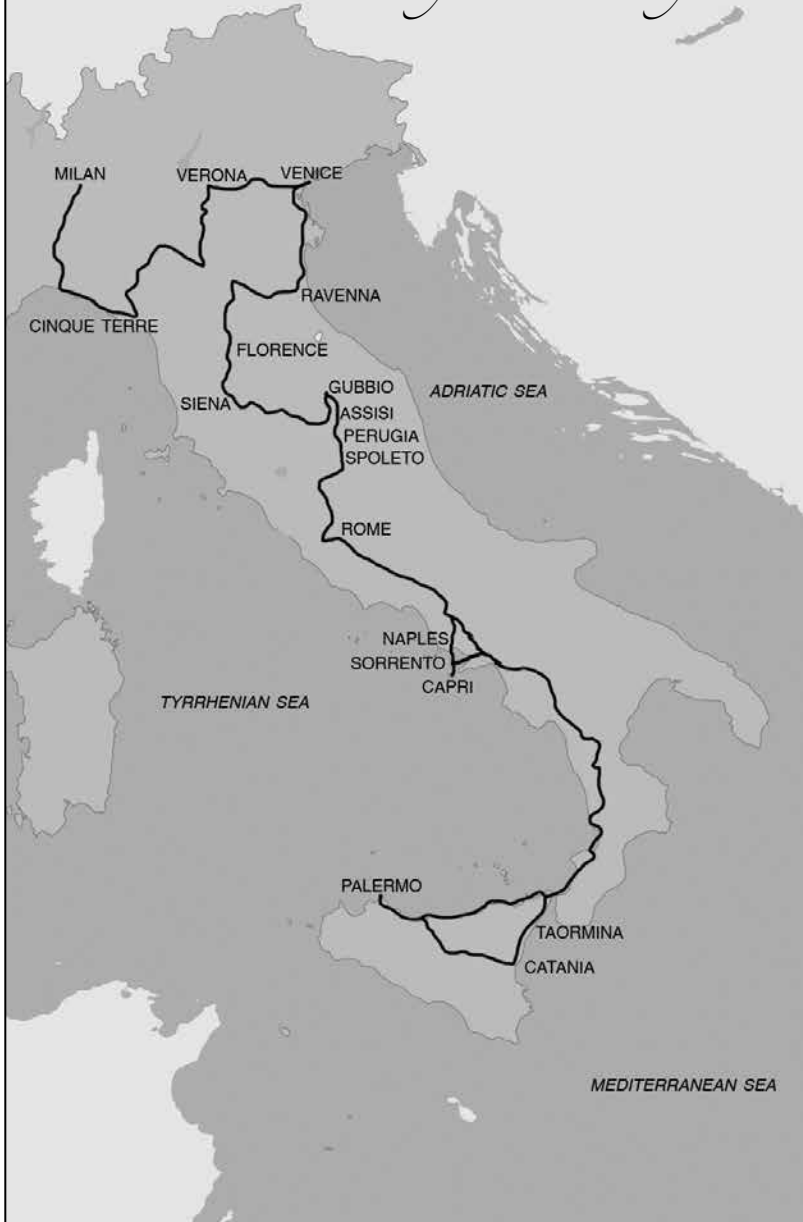 MILAN
VERONA
VENICE
RAVENNA
CINQUE TERRE
FLORENCE
GUBBIO
ADRIATIC SEA
SIENA
ASSISI
PERUGIA
SPOLETO
ROME
NAPLES
SORRENTO
CAPRI
TYRRHENIAN SEA
PALERMO
TAORMINA
CATANIA
MEDITERRANEAN SEA